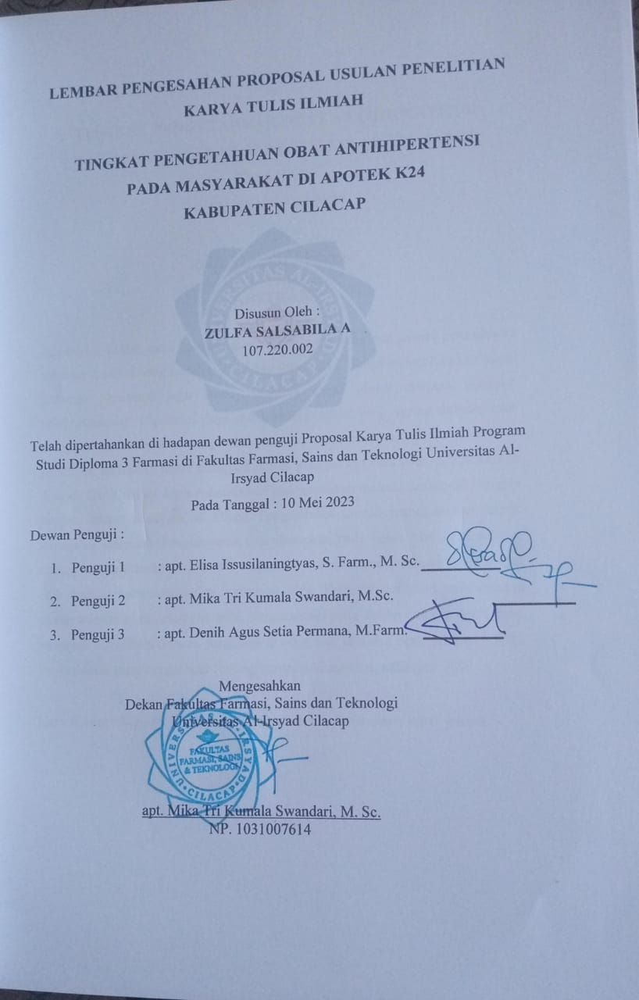 LEMBAR PENGESAHAN PROPOSAL USULAN PENELITIAN
KARYA TULIS ILMIAH
TINGKAT PENGETAHUAN OBAT ANTIHIPERTENSI
PADA MASYARAKAT DI APOTEK K24
KABUPATEN CILACAP
Disusun Oleh :
ZULFA SALSABILA A
107.220.002
Telah dipertahankan di hadapan dewan penguji Proposal Karya Tulis Ilmiah Program
Studi Diploma 3 Farmasi di Fakultas Farmasi, Sains dan Teknologi Universitas Al-
Irsyad Cilacap
Pada Tanggal : 10 Mei 2023
Dewan Penguji :
1. Penguji 1 : apt. Elisa Issusilaningtyas, S. Farm., M. Sc.
2. Penguji 2 : apt. Mika Tri Kumala Swandari, M.Sc.
3. Penguji 3 : apt. Denih Agus Setia Permana, M.Farm.
Mengesahkan
Dekan Fakultas Farmasi, Sains dan Teknologi
Universitas Al-Irsyad Cilacap
UNIVERSITAS AL-IRSYAD CILACAP
FAKULTAS
FARMASI, SAINS
& TEKNOLOGI
apt. Mika Tri Kumala Swandari, M. Sc.
NP. 1031007614